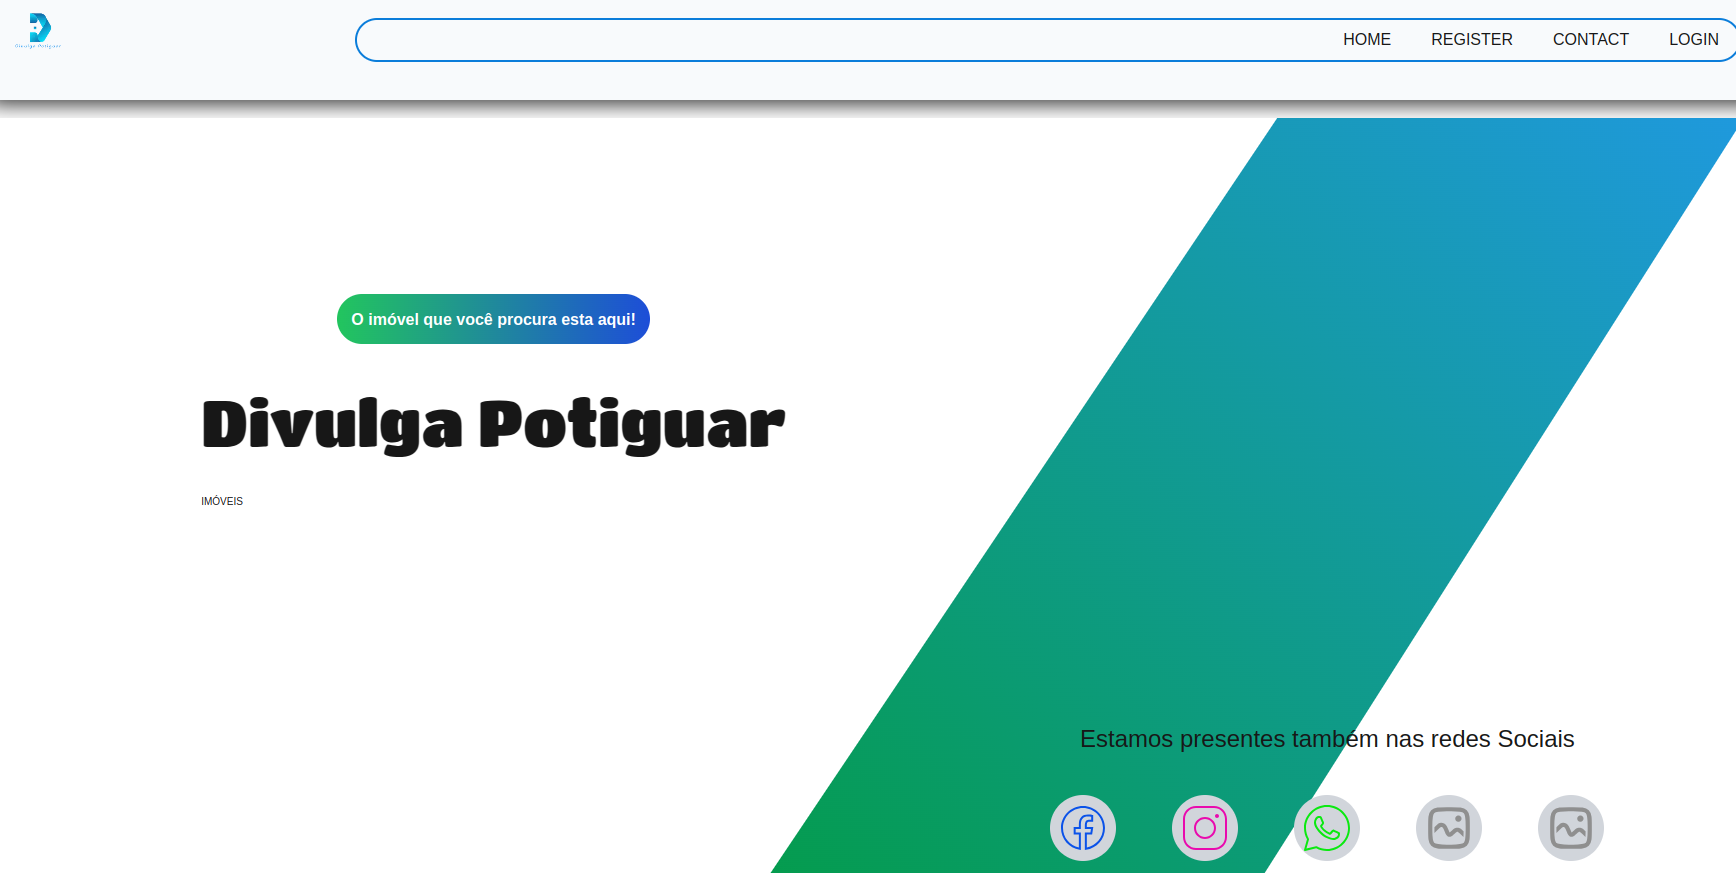 Divulga Potiguar
HOME REGISTER CONTACT LOGIN
O imóvel que você procura esta aqui!
Divulga Potiguar
IMÓVEIS
Estamos presentes também nas redes Sociais